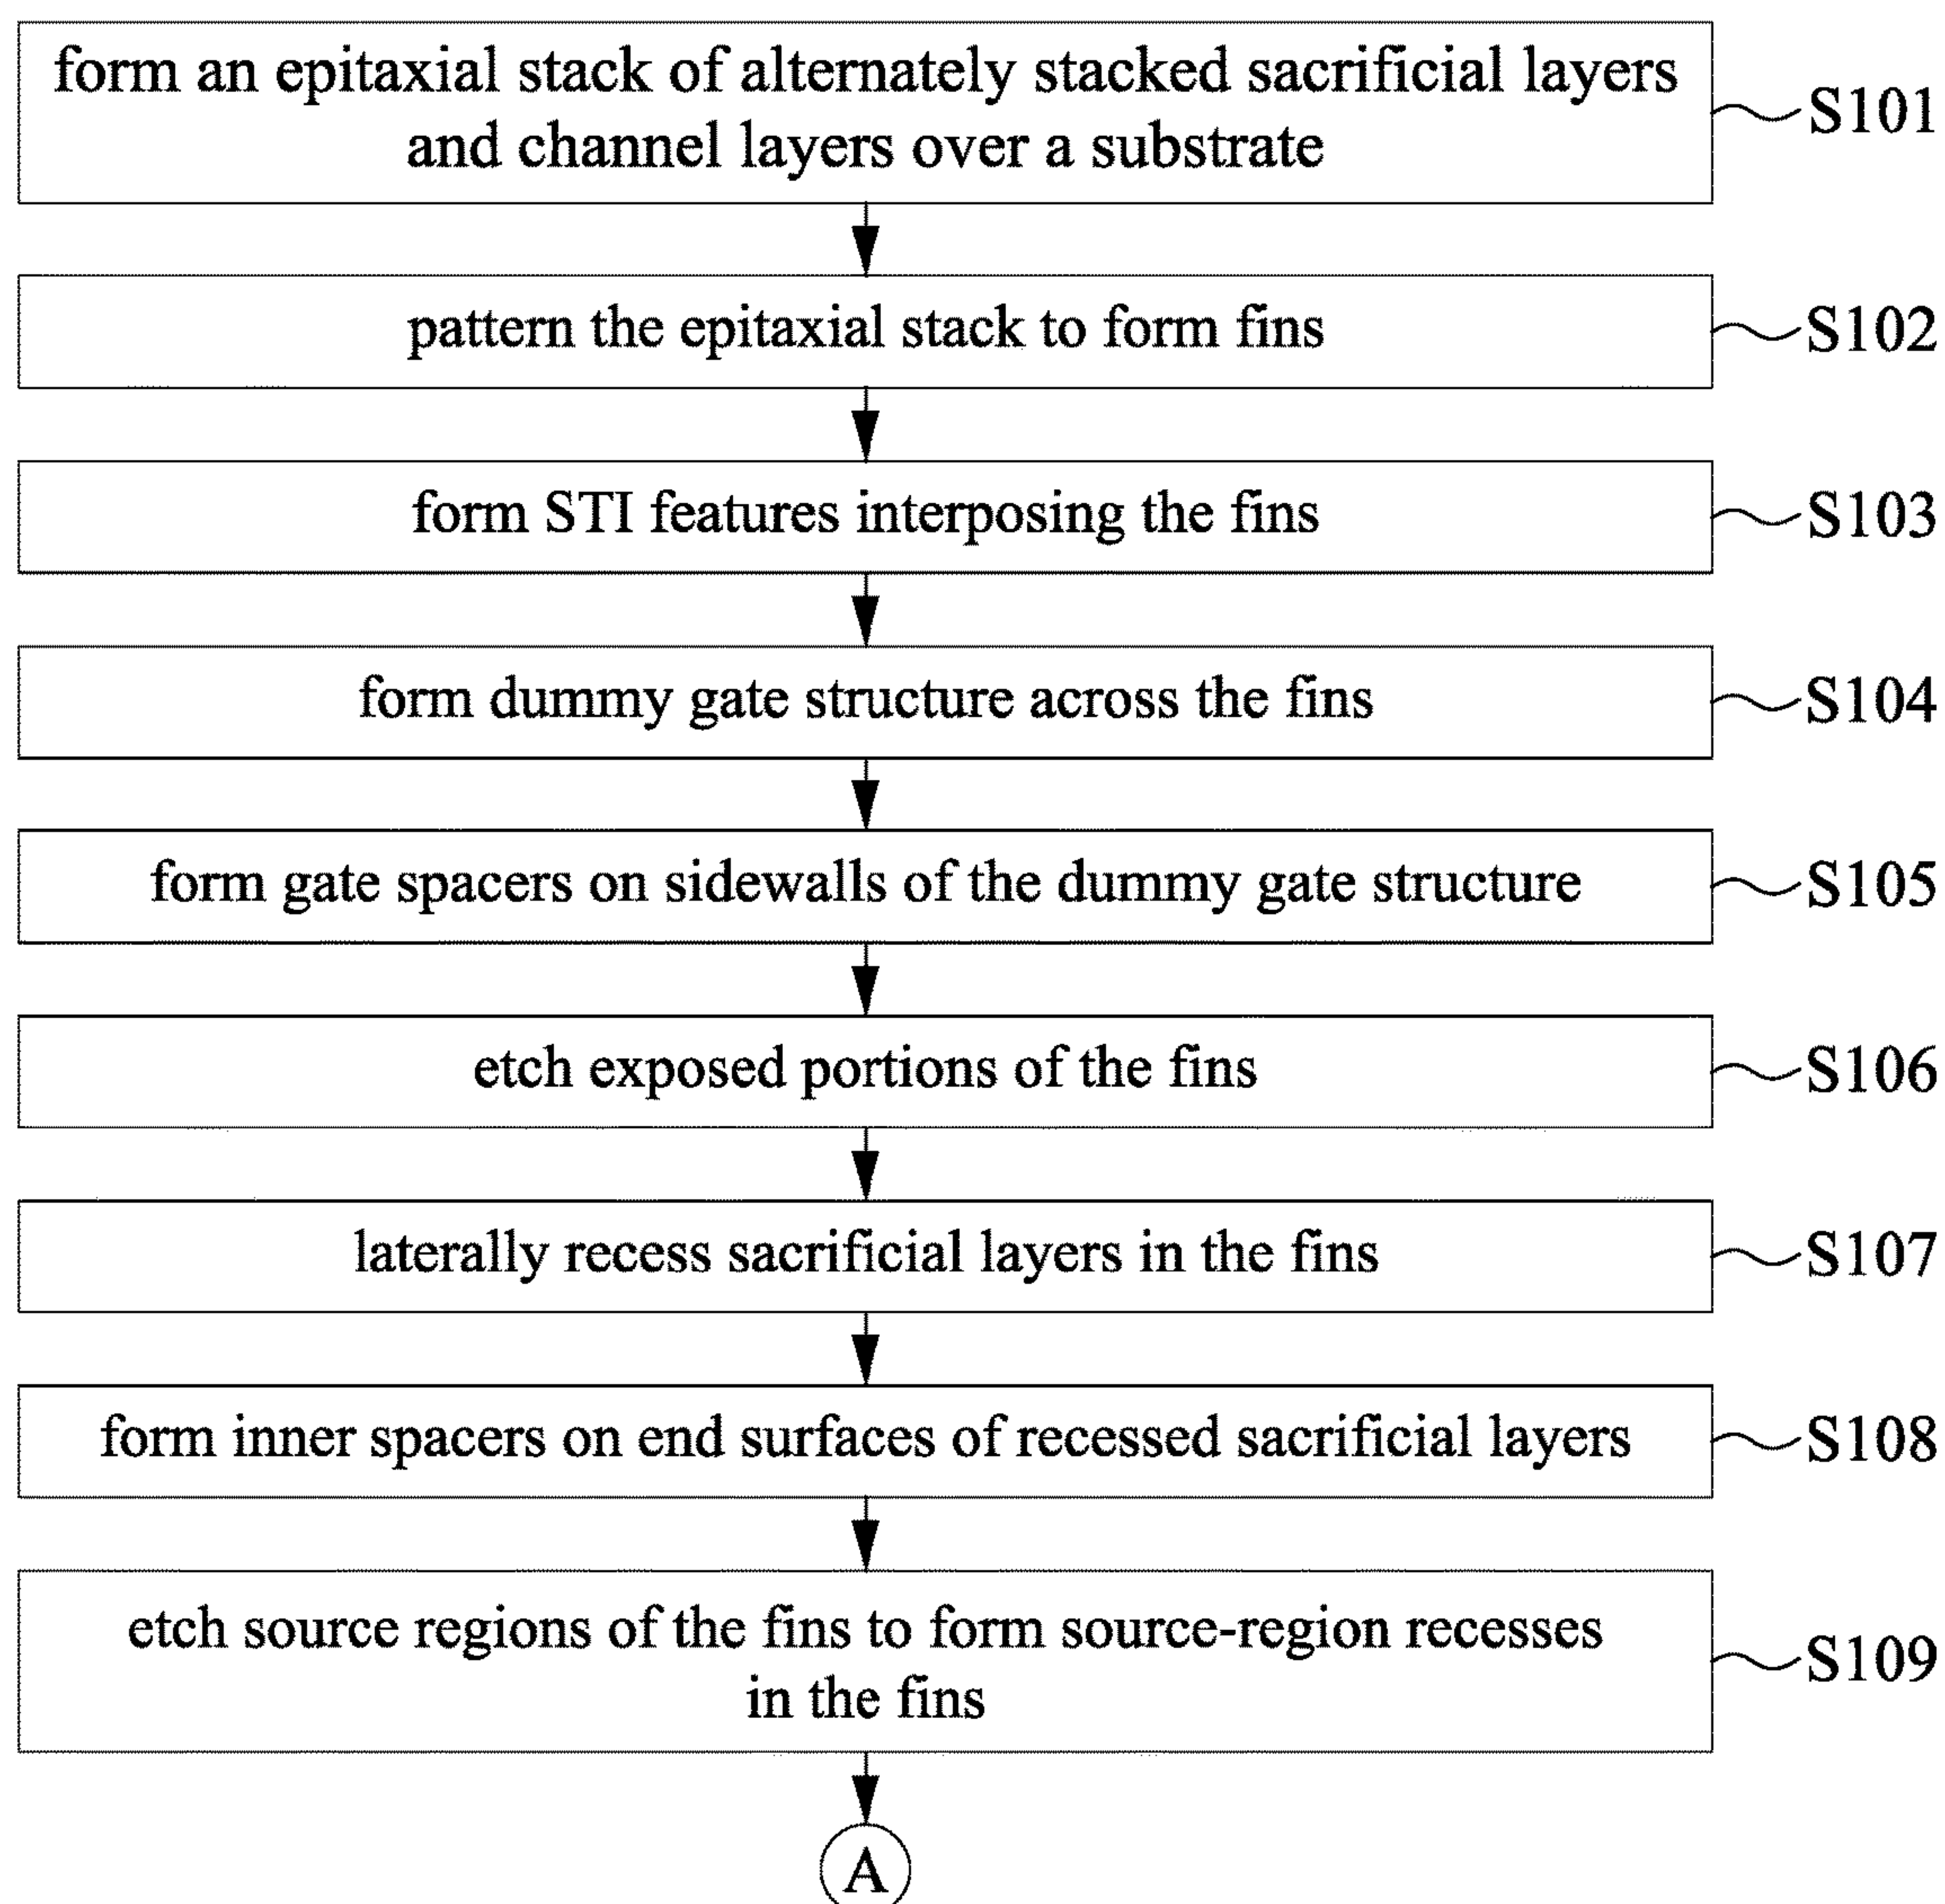 form an epitaxial stack of alternately stacked sacrificial layers
and channel layers over a substrate
S101
pattern the epitaxial stack to form fins
S102
form STI features interposing the fins
S103
form dummy gate structure across the fins
S104
form gate spacers on sidewalls of the dummy gate structure
S105
etch exposed portions of the fins
S106
laterally recess sacrificial layers in the fins
S107
form inner spacers on end surfaces of recessed sacrificial layers
S108
etch source regions of the fins to form source-region recesses
in the fins
S109
A